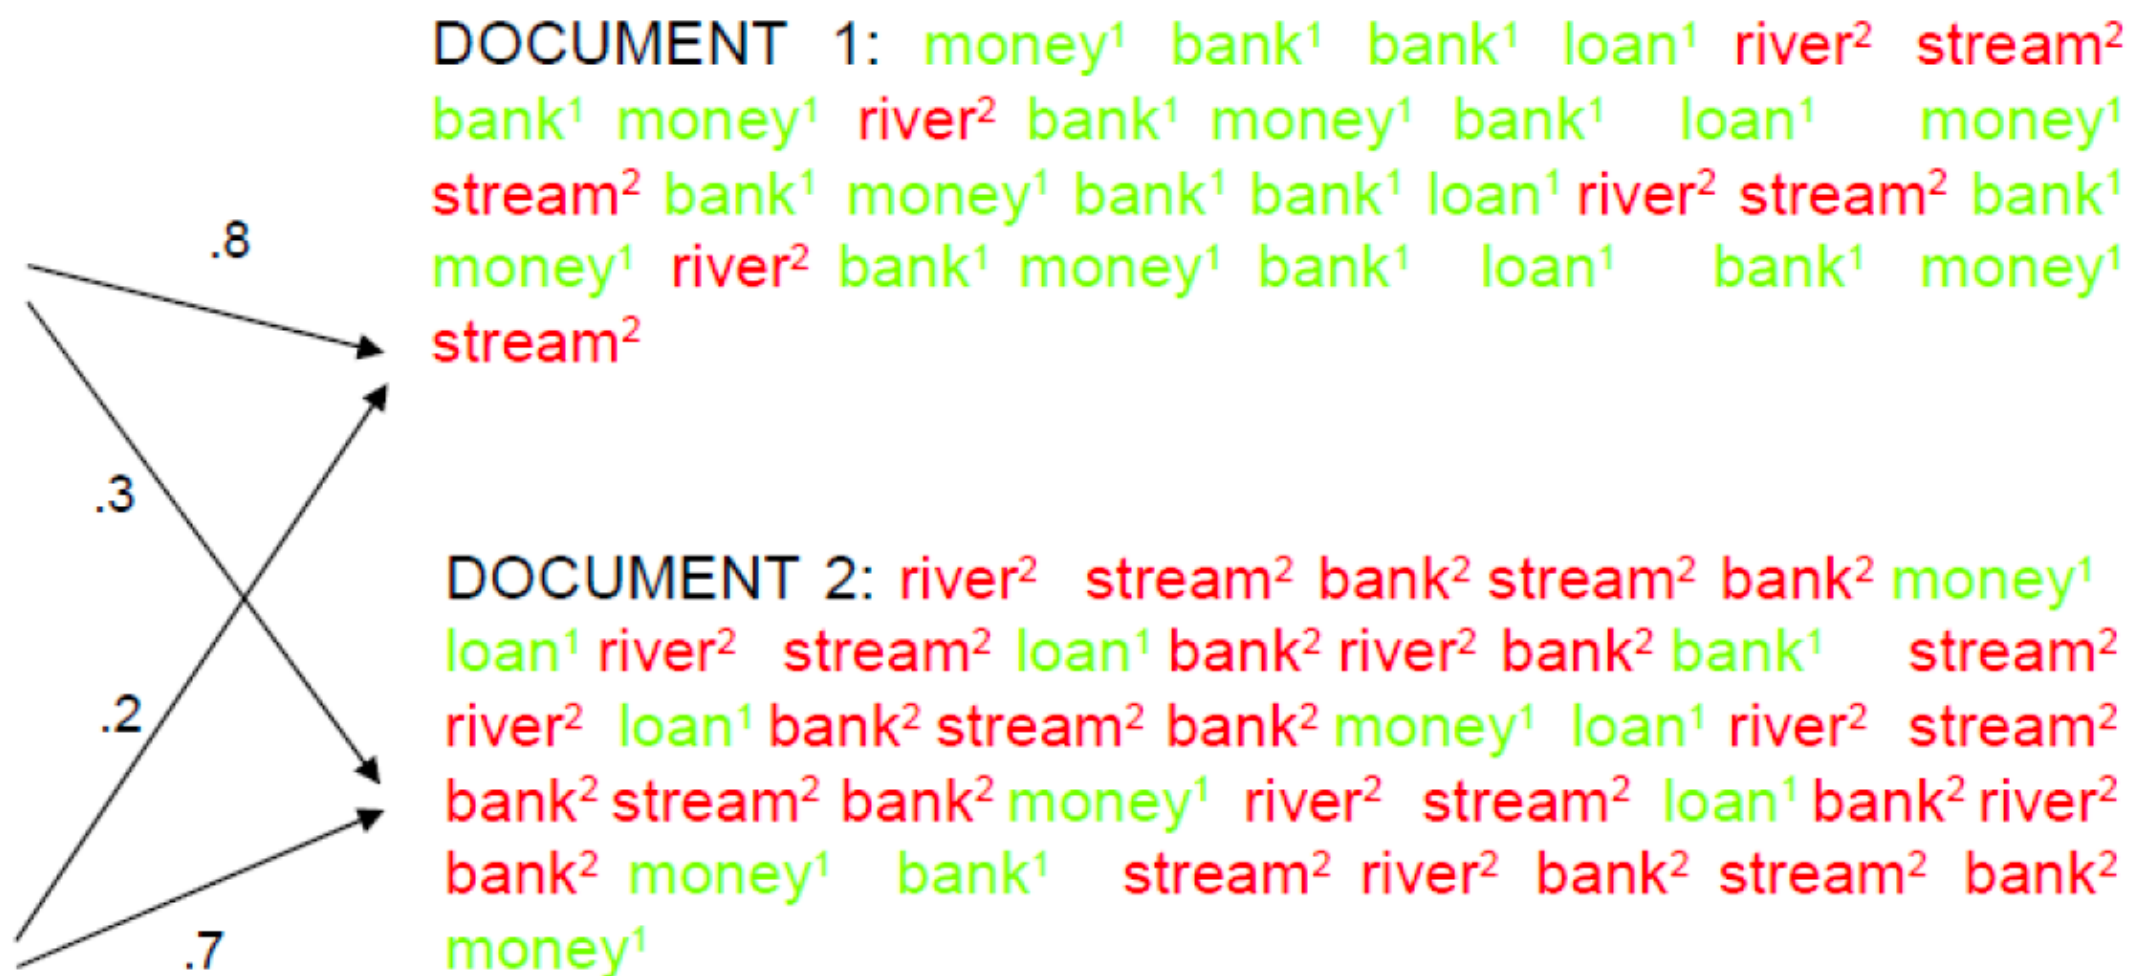 DOCUMENT 1: money¹ bank¹ bank¹ loan¹ river² stream²
bank¹ money¹ river² bank¹ money¹ bank¹ loan¹ money¹
stream² bank¹ money¹ bank¹ bank¹ loan¹ river² stream² bank¹
money¹ river² bank¹ money¹ bank¹ loan¹ bank¹ money¹
stream²
.8
.3
.2
.7
DOCUMENT 2: river² stream² bank² stream² bank² money¹
loan¹ river² stream² loan¹ bank² river² bank² bank¹ stream²
river² loan¹ bank² stream² bank² money¹ loan¹ river² stream²
bank² stream² bank² money¹ river² stream² loan¹ bank² river²
bank² money¹ bank¹ stream² river² bank² stream² bank²
money¹